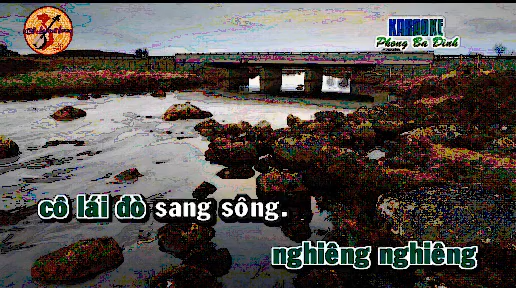 KARAOKE
Phong Ba Đình
cô lái đò sang sông.
nghiêng nghiêng